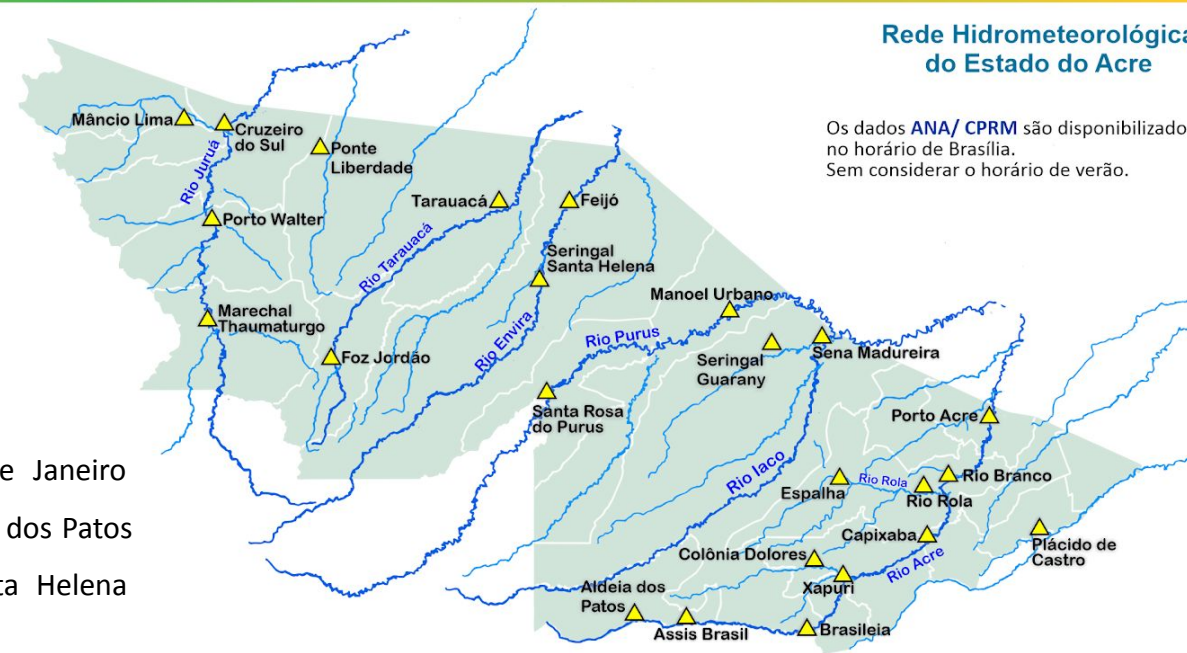 Rede Hidrometeorológica
do Estado do Acre
Os dados ANA/ CPRM são disponibilizado
no horário de Brasília.
Sem considerar o horário de verão.
Mâncio Lima
Cruzeiro
do Sul
Ponte
Liberdade
Rio Juruá
Porto Walter
Tarauacá
Feijó
Rio Tarauacá
Seringal
Santa Helena
Marechal
Thaumaturgo
Foz Jordão
Rio Envira
Manoel Urbano
Rio Purus
Seringal
Guarany
Sena Madureira
Santa Rosa
do Purus
Porto Acre
Rio Iaco
Espalha
Rio Rola
Rio Rola
Rio Branco
Capixaba
Plácido de
Castro
Colônia Dolores
Rio Acre
Xapuri
Aldeia dos
Patos
Assis Brasil
Brasileia
e Janeiro
dos Patos
ta Helena